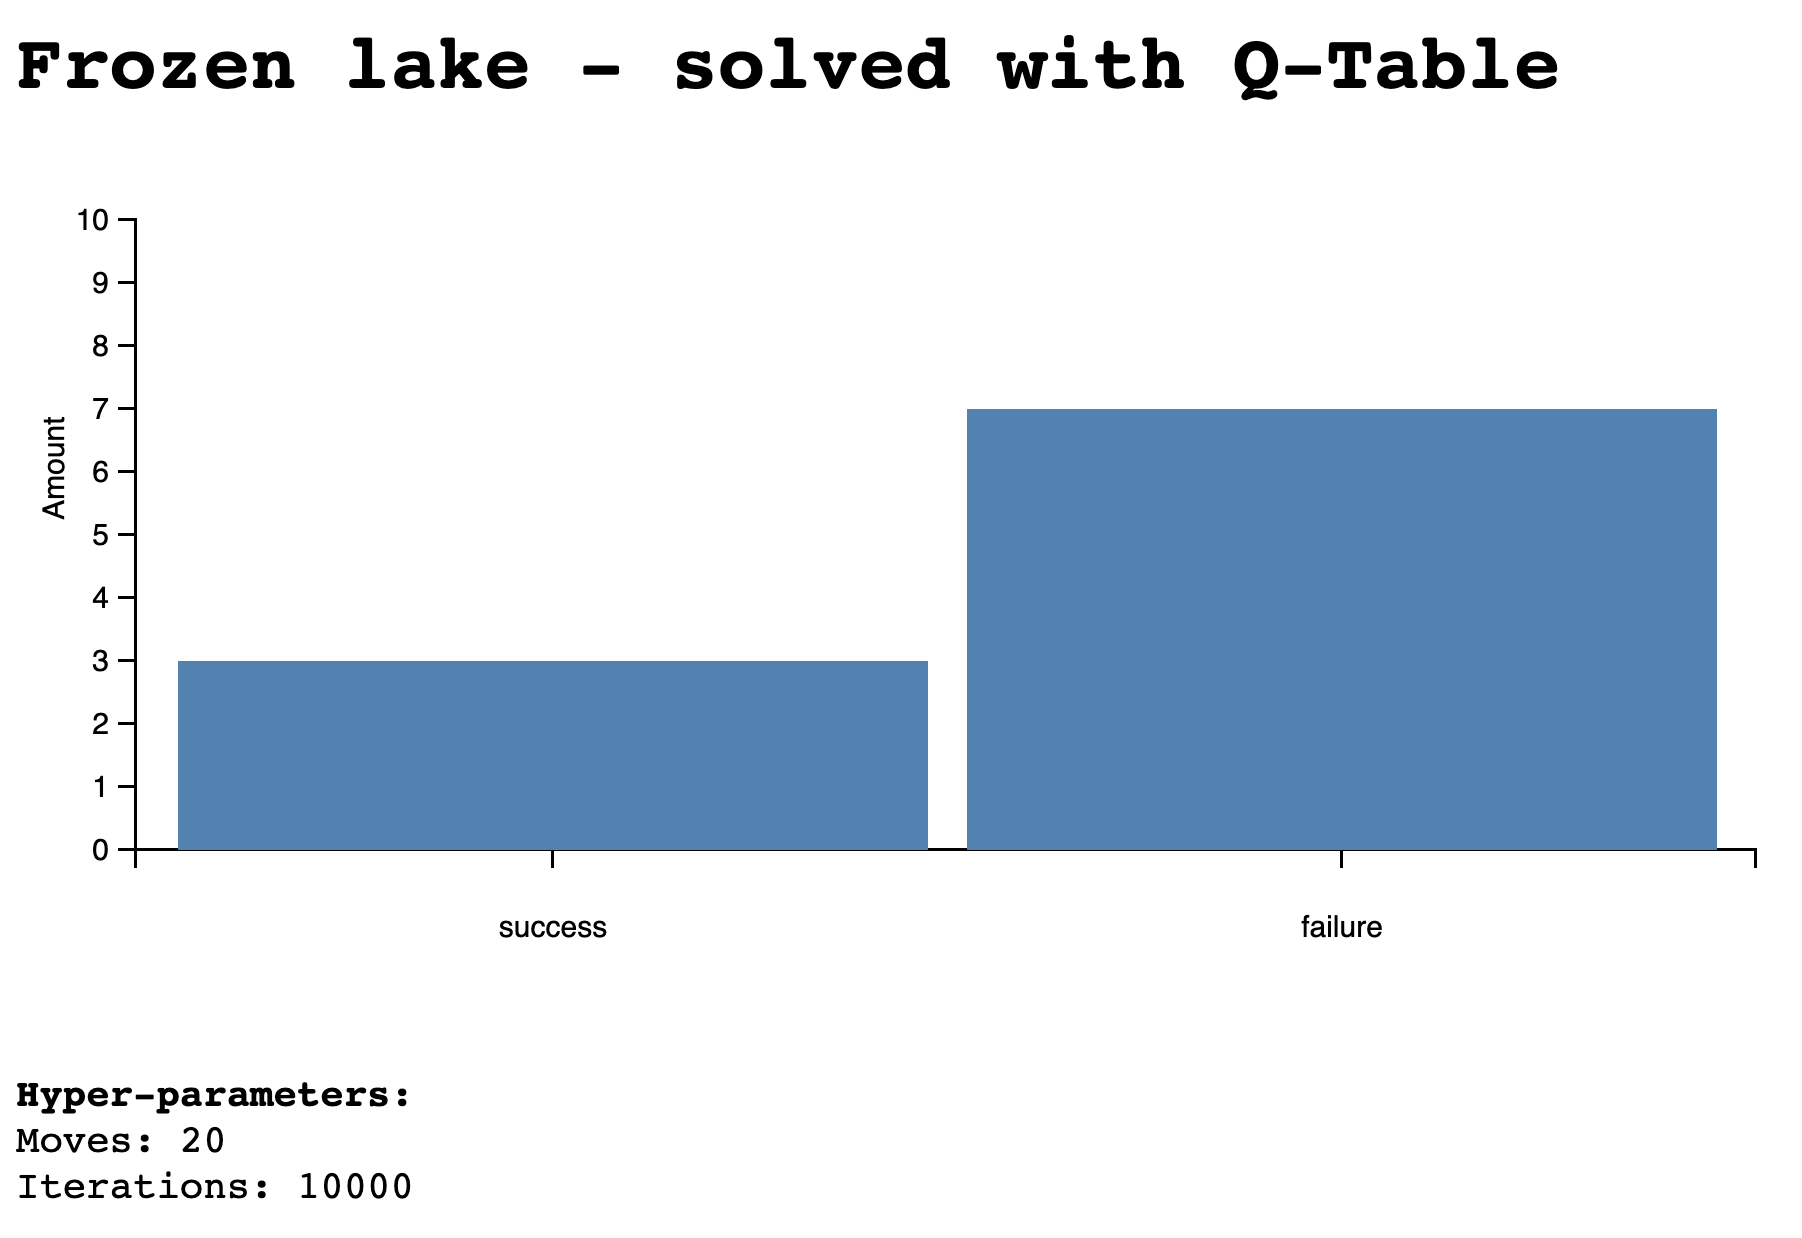 Frozen lake - solved with Q-Table
10
9
8
7
6
5
4
3
2
1
0
Amount
success failure
Hyper-parameters:
Moves: 20
Iterations: 10000